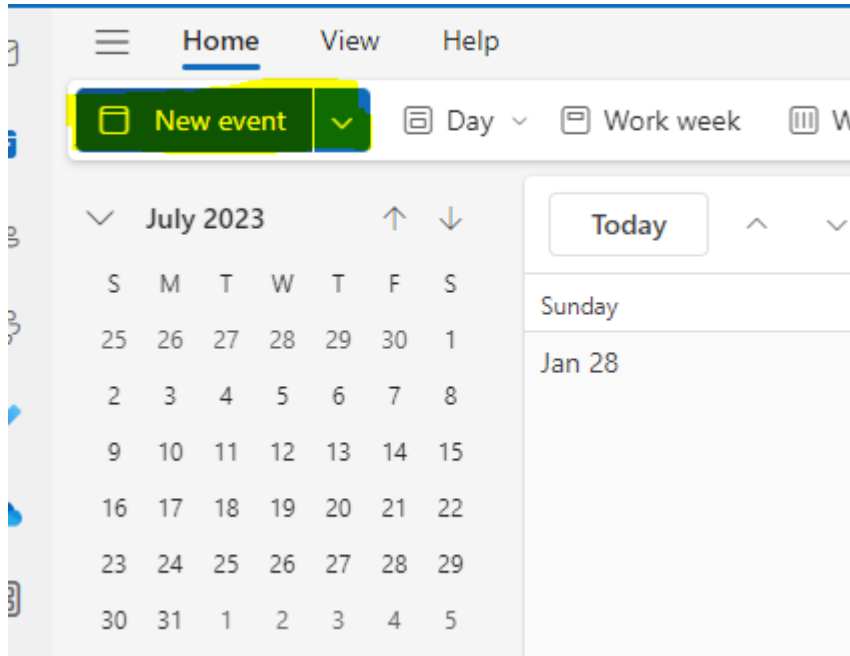 Home View Help
New event Day Work week W
July 2023
Today
S M T W T F S
Sunday
25 26 27 28 29 30 1
Jan 28
2 3 4 5 6 7 8
9 10 11 12 13 14 15
16 17 18 19 20 21 22
23 24 25 26 27 28 29
30 31 1 2 3 4 5